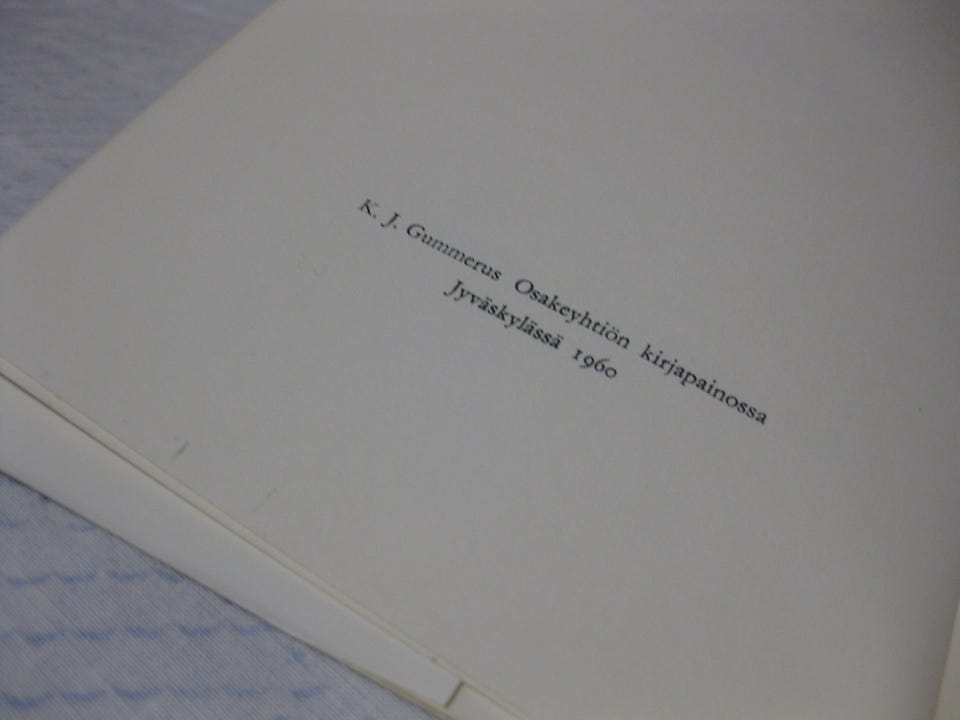 K. J. Gummerus Osakeyhtiön kirjapainossa
Jyväskylässä 1960